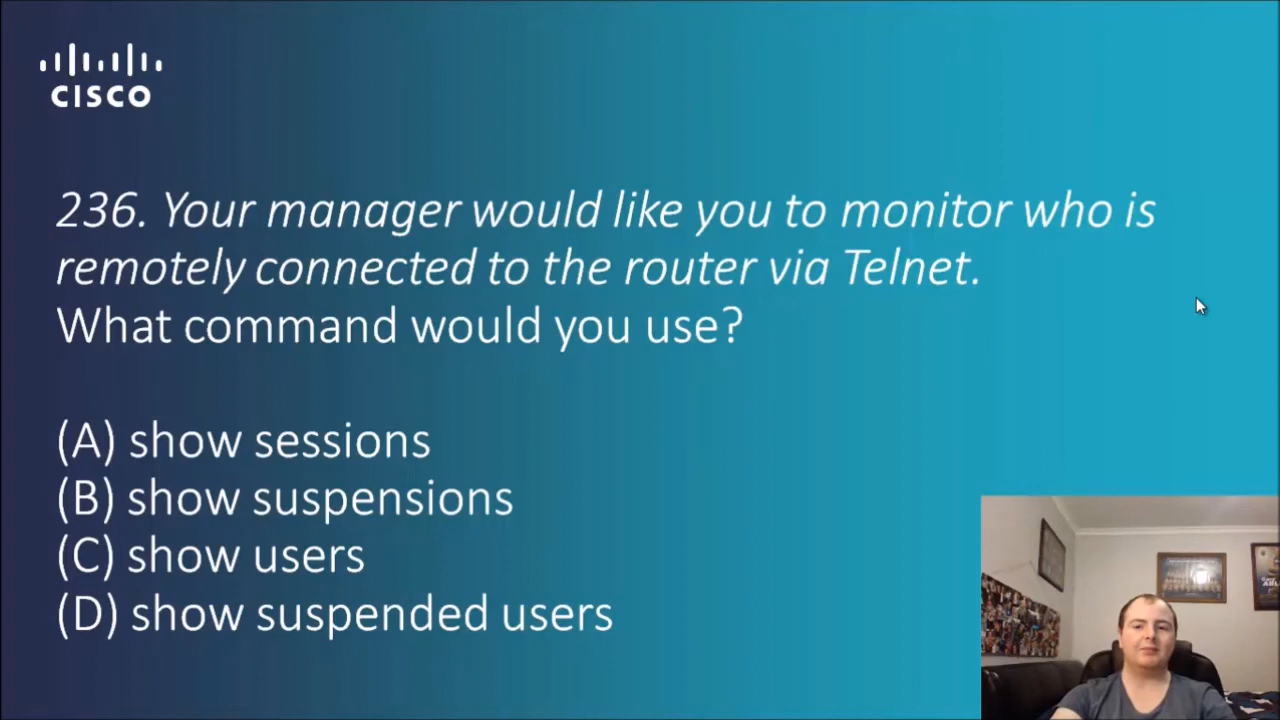 CISCO
236. Your manager would like you to monitor who is
remotely connected to the router via Telnet.
What command would you use?
(A) show sessions
(B) show suspensions
(C) show users
(D) show suspended users